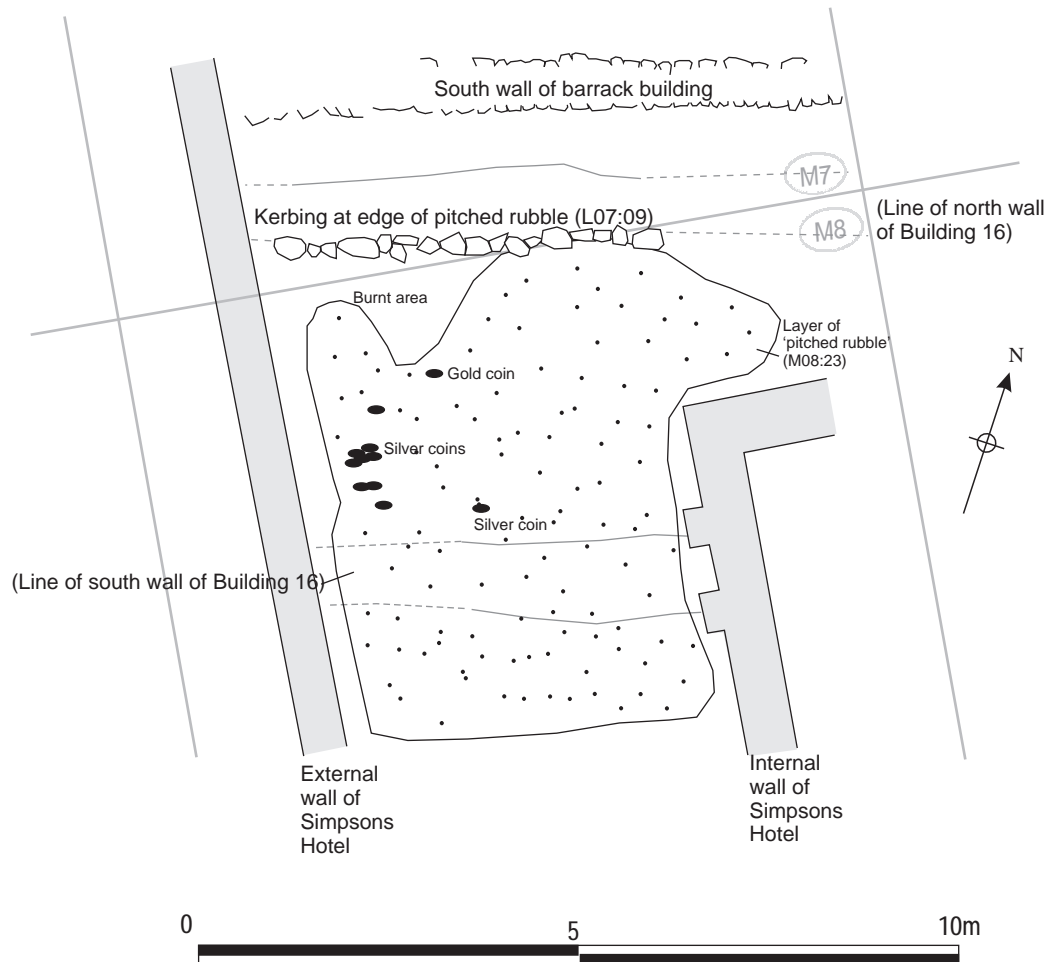 South wall of barrack building
M7
Kerbing at edge of pitched rubble (L07:09)
M8
(Line of north wall
of Building 16)
Burnt area
Layer of
‘pitched rubble’
(M08:23)
N
Gold coin
Silver coins
Silver coin
(Line of south wall of Building 16)
External
wall of
Simpsons
Hotel
Internal
wall of
Simpsons
Hotel
0
5
10m